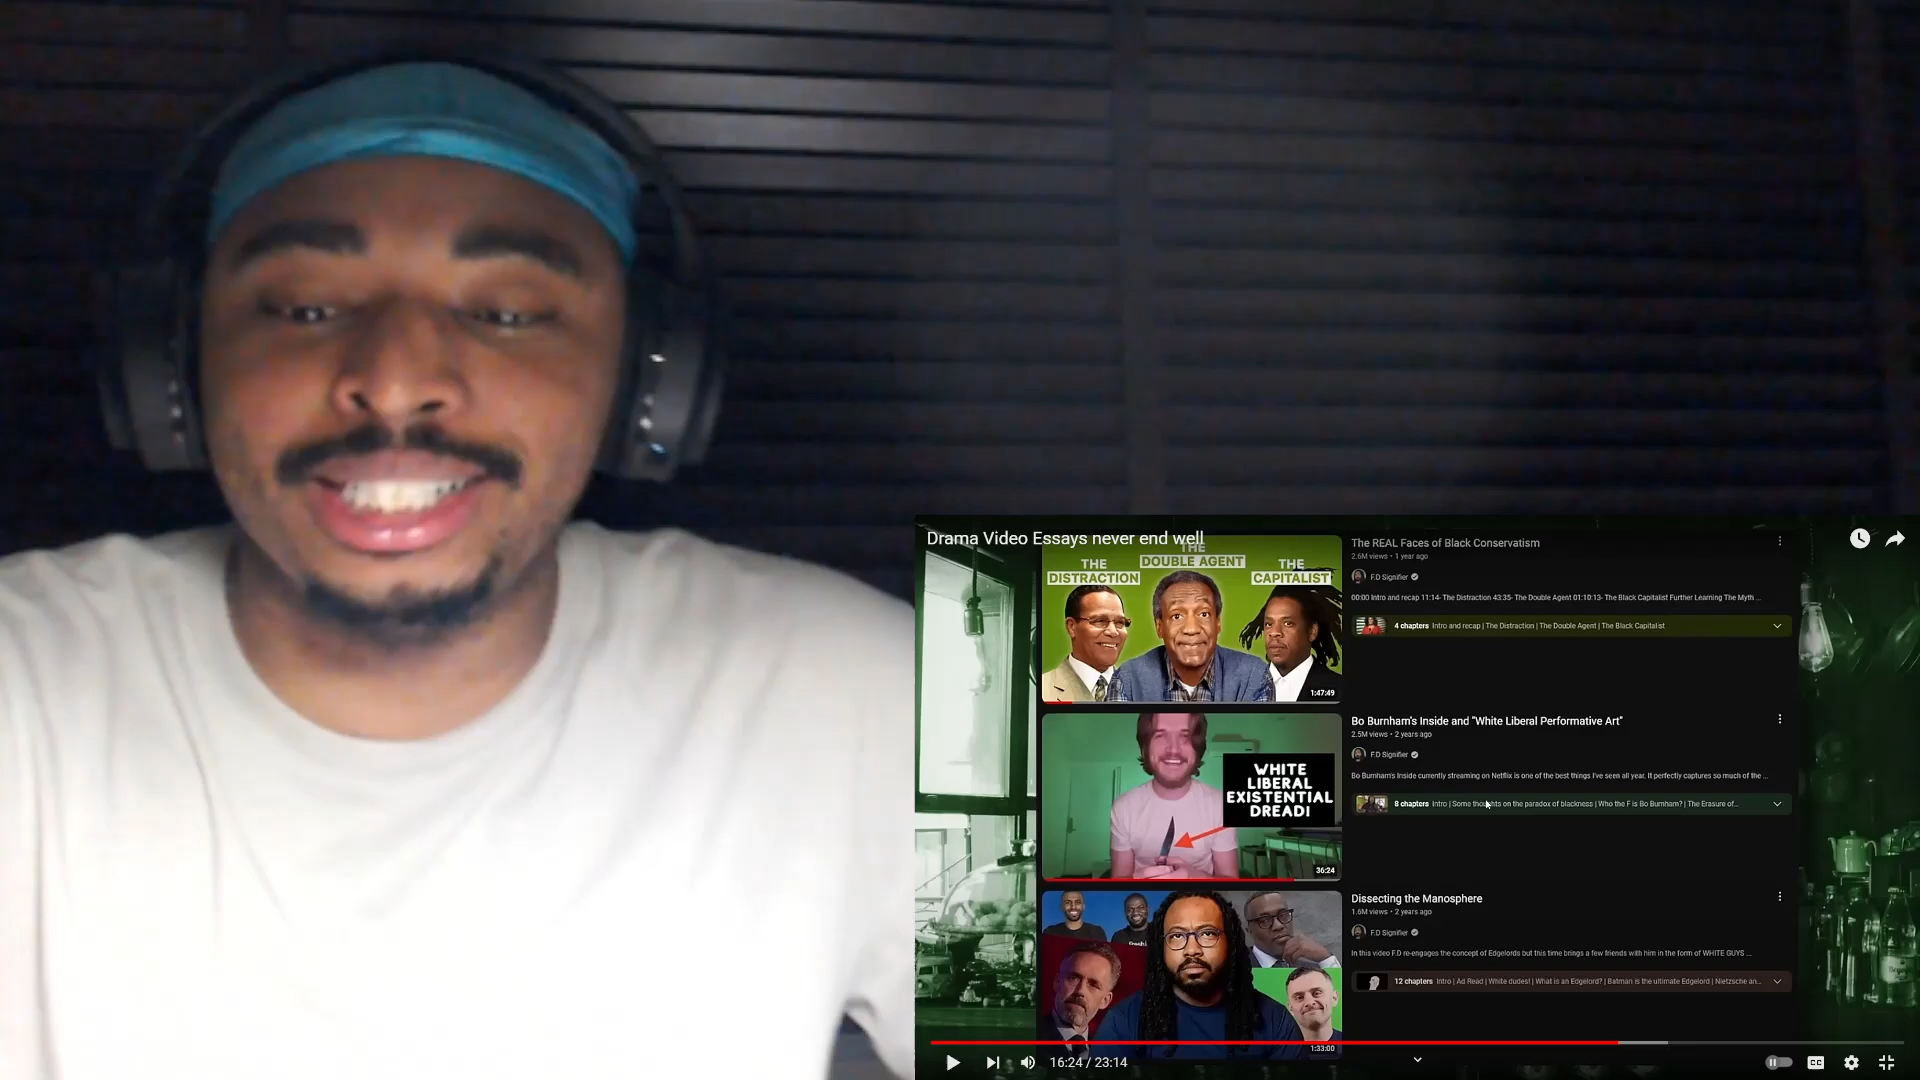 Drama Video Essays never end well
THE
DISTRACTION
THE
DOUBLE AGENT
THE
CAPITALIST
1:47:49
The REAL Faces of Black Conservatism
2.6M views • 1 year ago
F.D Signifier
00:00 Intro and recap 11:14- The Distraction 43:35- The Double Agent 01:10:13- The Black Capitalist Further Learning The Myth ...
4 chapters Intro and recap | The Distraction | The Double Agent | The Black Capitalist
WHITE
LIBERAL
EXISTENTIAL
DREAD!
36:24
Bo Burnham's Inside and "White Liberal Performative Art"
2.5M views • 2 years ago
F.D Signifier
Bo Burnham's Inside currently streaming on Netflix is one of the best things I've seen all year. It perfectly captures so much of the ...
8 chapters Intro | Some thoughts on the paradox of blackness | Who the F is Bo Burnham? | The Erasure of...
1:33:00
Dissecting the Manosphere
1.6M views • 2 years ago
F.D Signifier
In this video F.D re-engages the concept of Edgelords but this time brings a few friends with him in the form of WHITE GUYS ...
12 chapters Intro | Ad Read | White dudes! | What is an Edgelord? | Batman is the ultimate Edgelord | Nietzsche an...
16:24 / 23:14
CC